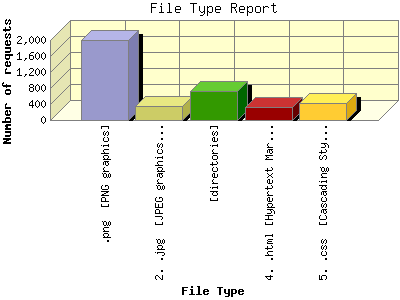 File Type Report
Number of requests
2,000
1,600
1,200
800
400
0
.png [PNG graphics]
2. .jpg [JPEG graphics...
[directories]
4. .html [Hypertext Mar...
5. .css [Cascading Sty...
File Type